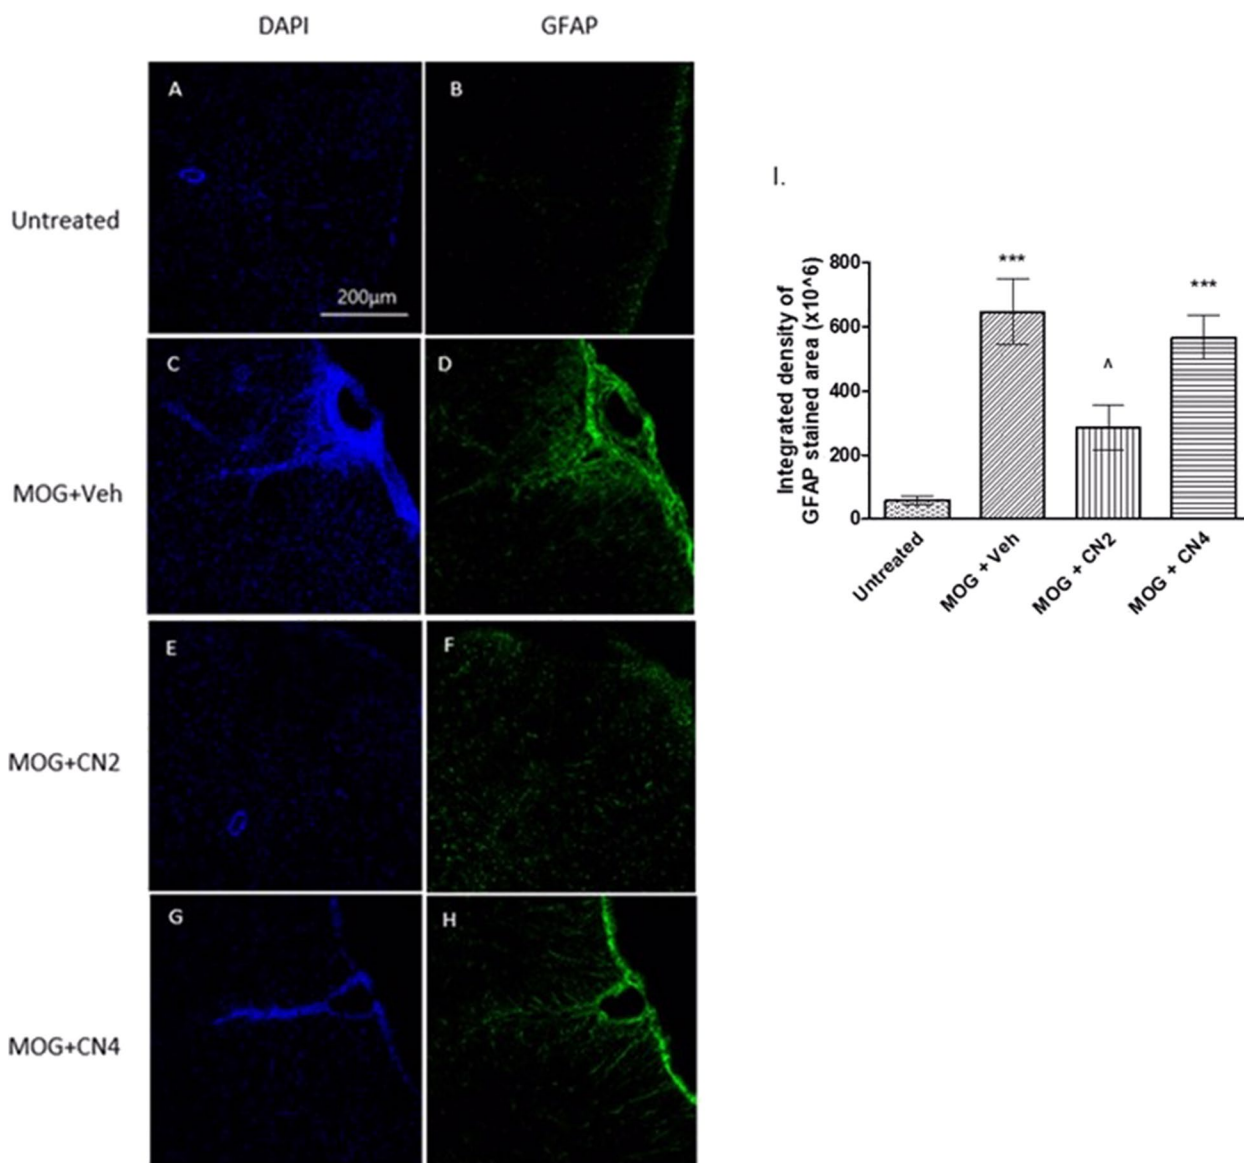 DAPI
GFAP
A
B
Untreated
200µm
C
D
MOG+Veh
E
F
MOG+CN2
G
H
MOG+CN4
I.
Integrated density of
GFAP stained area (x10^6)
800
600
400
200
0
***
^
***
Untreated
MOG + Veh
MOG + CN2
MOG + CN4